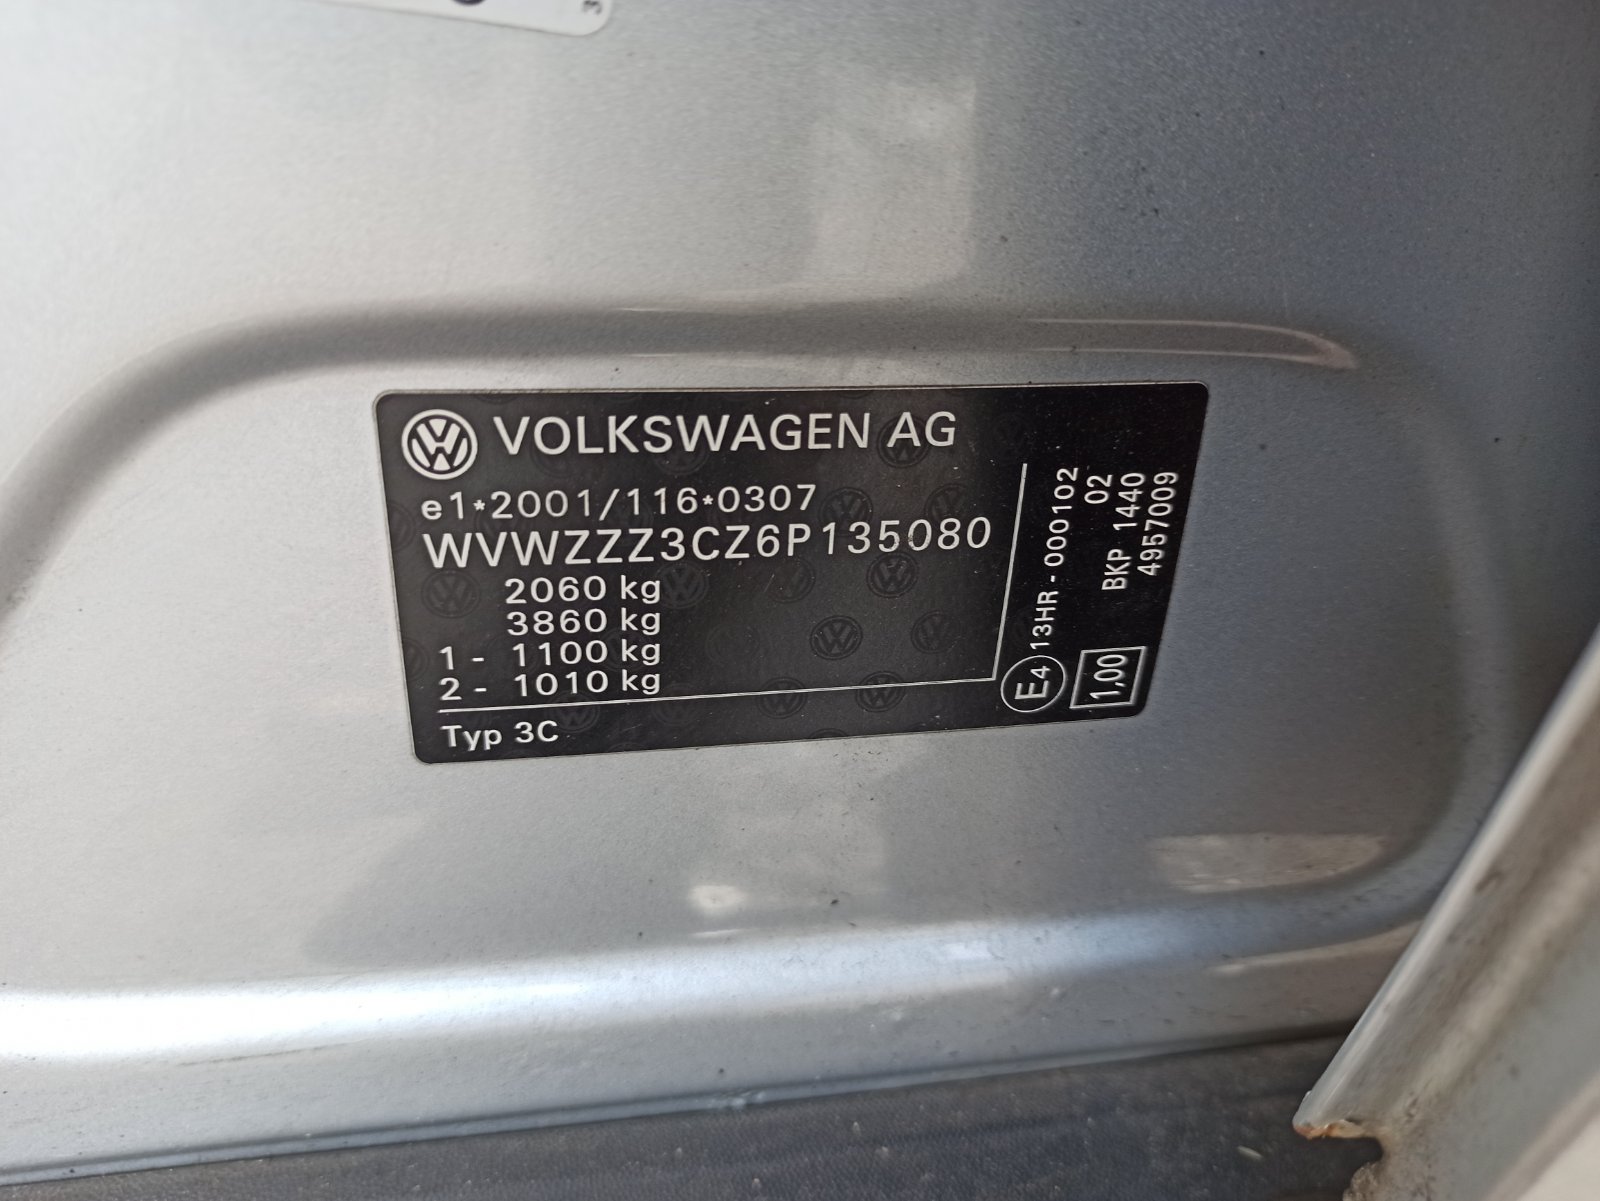 VOLKSWAGEN AG
e1*2001/116*0307
WVWZZZ3CZ6P135080
2060 kg
3860 kg
1 - 1100 kg
2 - 1010 kg
Typ 3C
E4 13HR - 000102
02
BKP 1440
4957009
1,00
3